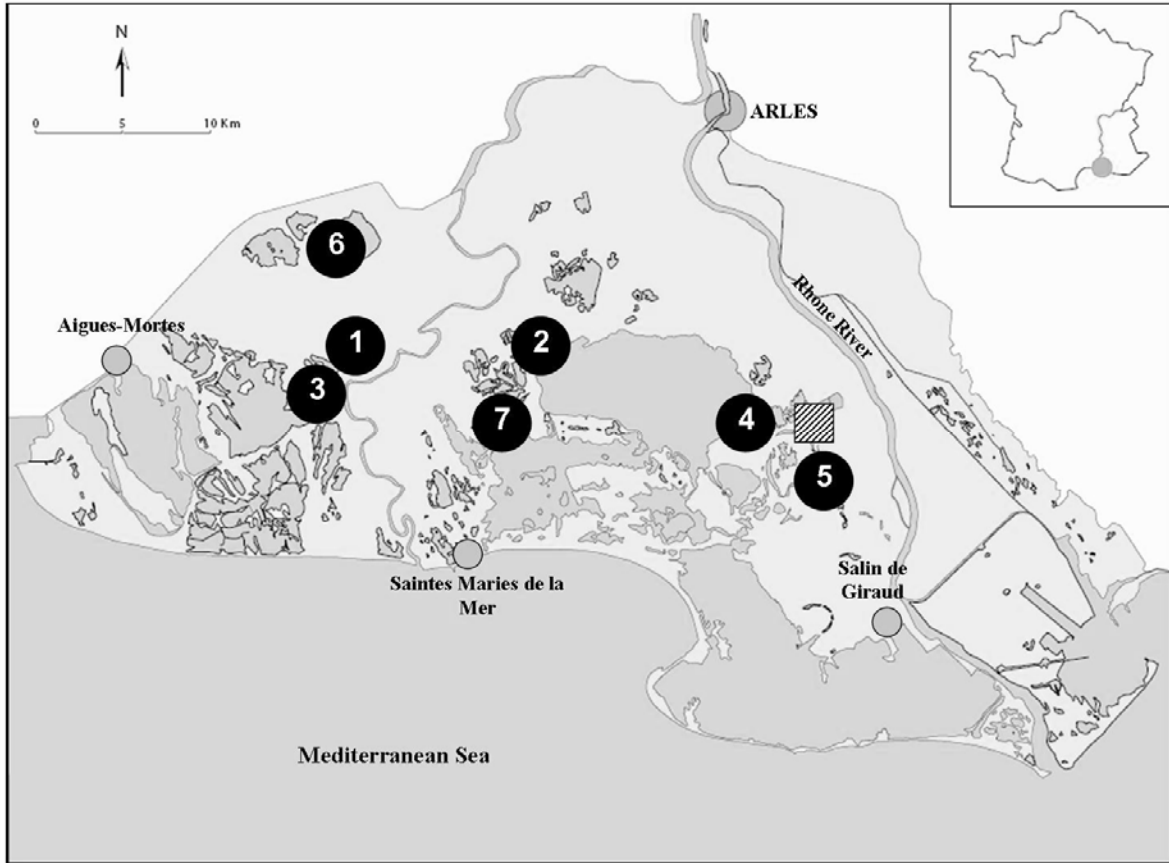 N
0 5 10 Km
ARLES
6
Rhone River
Aigues-Mortes
1
2
3
7
4
5
Saintes Maries de la
Mer
Salin de
Giraud
Mediterranean Sea